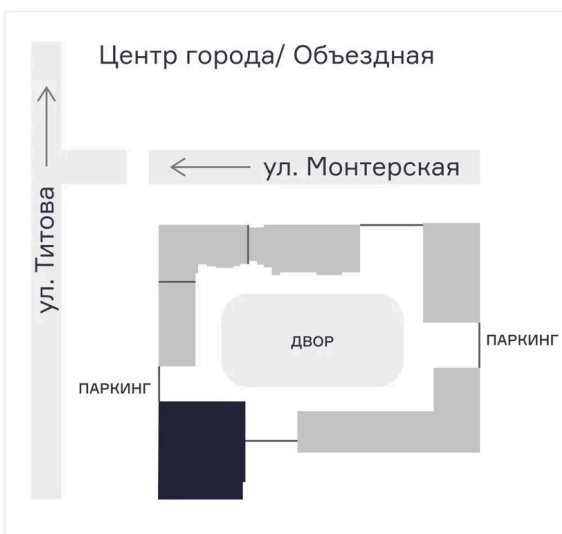 Центр города/ Объездная
ул. Монтерская
ул. Титова
ДВОР
ПАРКИНГ
ПАРКИНГ